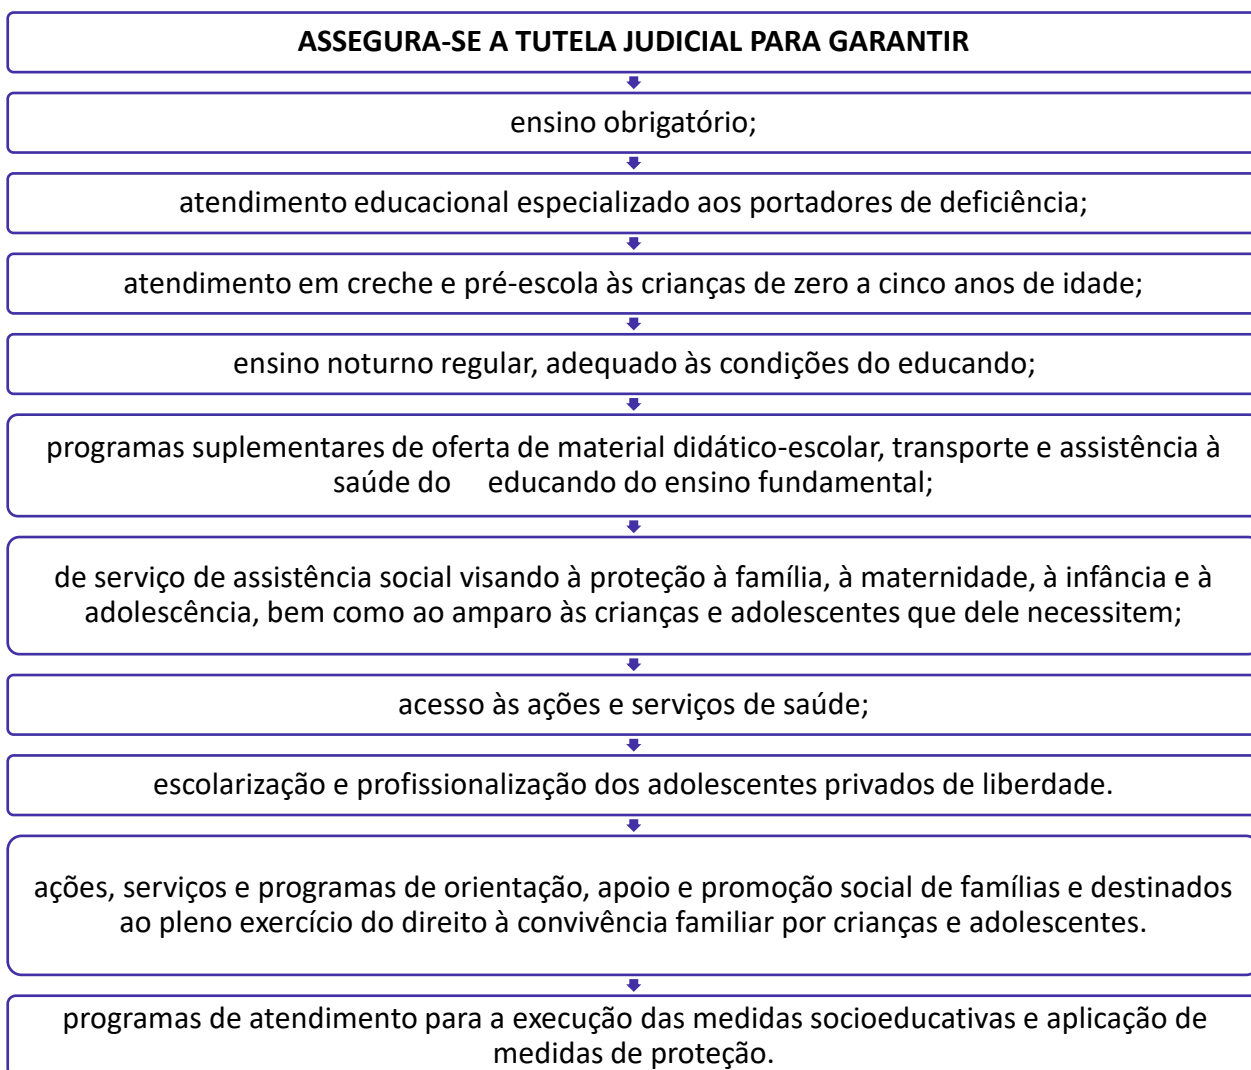 ASSEGURA-SE A TUTELA JUDICIAL PARA GARANTIR
ensino obrigatório;
atendimento educacional especializado aos portadores de deficiência;
atendimento em creche e pré-escola às crianças de zero a cinco anos de idade;
ensino noturno regular, adequado às condições do educando;
programas suplementares de oferta de material didático-escolar, transporte e assistência à
saúde do educando do ensino fundamental;
de serviço de assistência social visando à proteção à família, à maternidade, à infância e à
adolescência, bem como ao amparo às crianças e adolescentes que dele necessitem;
acesso às ações e serviços de saúde;
escolarização e profissionalização dos adolescentes privados de liberdade.
ações, serviços e programas de orientação, apoio e promoção social de famílias e destinados
ao pleno exercício do direito à convivência familiar por crianças e adolescentes.
programas de atendimento para a execução das medidas socioeducativas e aplicação de
medidas de proteção.